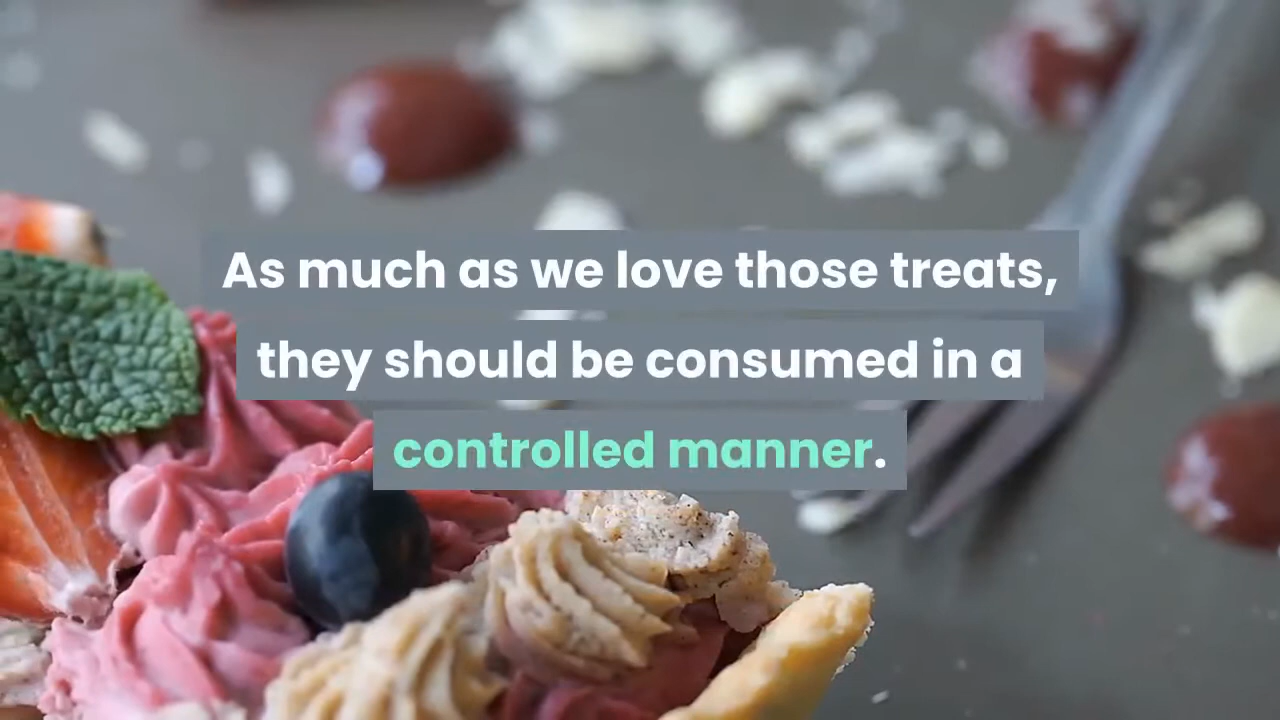 As much as we love those treats,
they should be consumed in a
controlled manner.